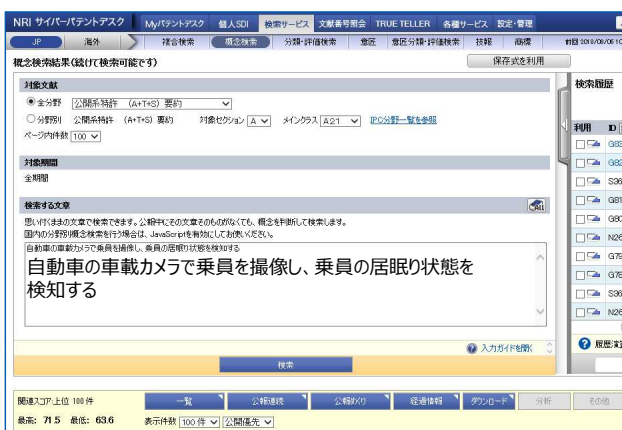 NRI サイバーパテントデスク Myパテントデスク 個人SDI 検索サービス 文献番号照会 TRUE TELLER 各種サービス 設定・管理
JP 海外 複合検索 概念検索 分類・評価検索 意匠 意匠分類・評価検索 技報 商標 前回 2018/08/06 10
概念検索結果(続けて検索可能です) 保存式を利用
対象文献
全分野 公開系特許 (A+T+S) 要約
分野別 公開系特許 (A+T+S) 要約 対象セクション A メインクラス A21 IPC分野一覧を参照
ページ内件数 100
対象期間
全期間
検索する文章
思い付くままの文章で検索できます。公報中にその文章そのものがなくても、概念を判断して検索します。
国内の分野別概念検索を行う場合は、JavaScriptを有効にしてお使いください。
自動車の車載カメラで乗員を撮像し、乗員の居眠り状態を検知する
自動車の車載カメラで乗員を撮像し、乗員の居眠り状態を
検知する
入力ガイドを開く
検索
関連スコア:上位 100 件 一覧 公報連続 公報めくり 経過情報 ダウンロード 分析 その他
最高: 71.5 最低: 63.6 表示件数 100 件 公開優先
検索履歴
利用 ID
G83
G82
S36
G81
G80
N26
G79
G78
S36
N26
履歴演